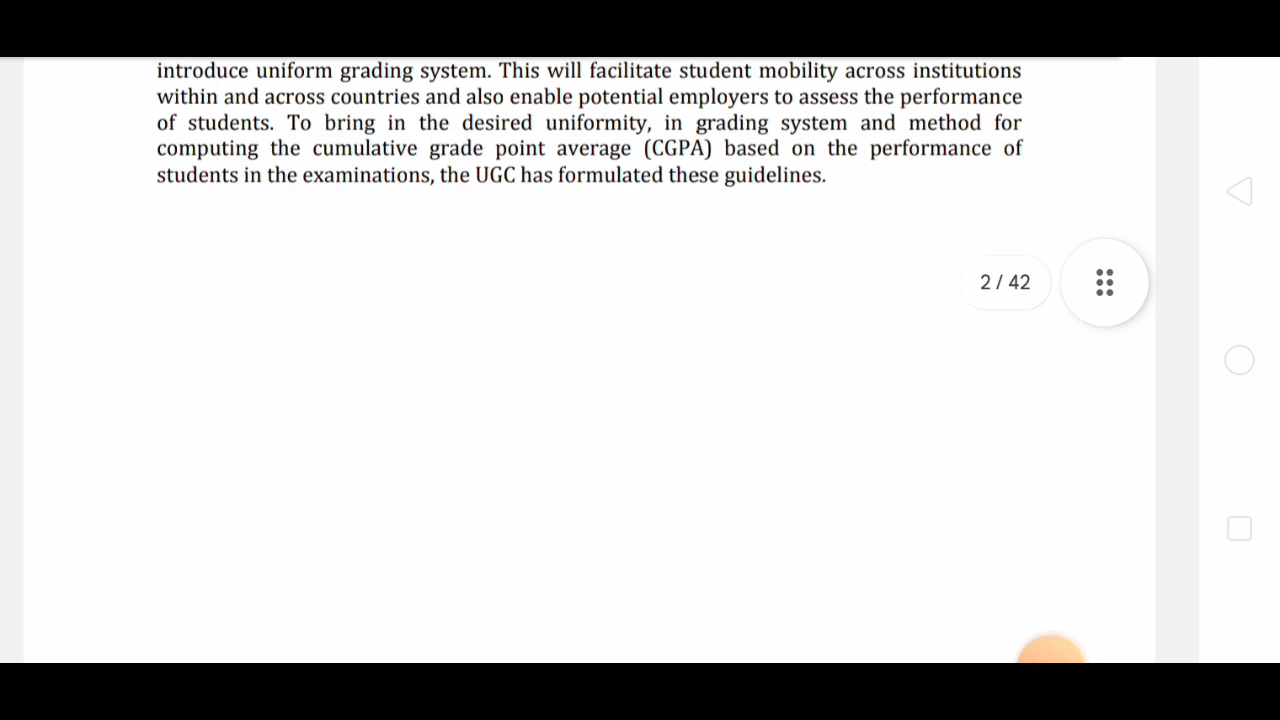 introduce uniform grading system. This will facilitate student mobility across institutions
within and across countries and also enable potential employers to assess the performance
of students. To bring in the desired uniformity, in grading system and method for
computing the cumulative grade point average (CGPA) based on the performance of
students in the examinations, the UGC has formulated these guidelines.
2 / 42